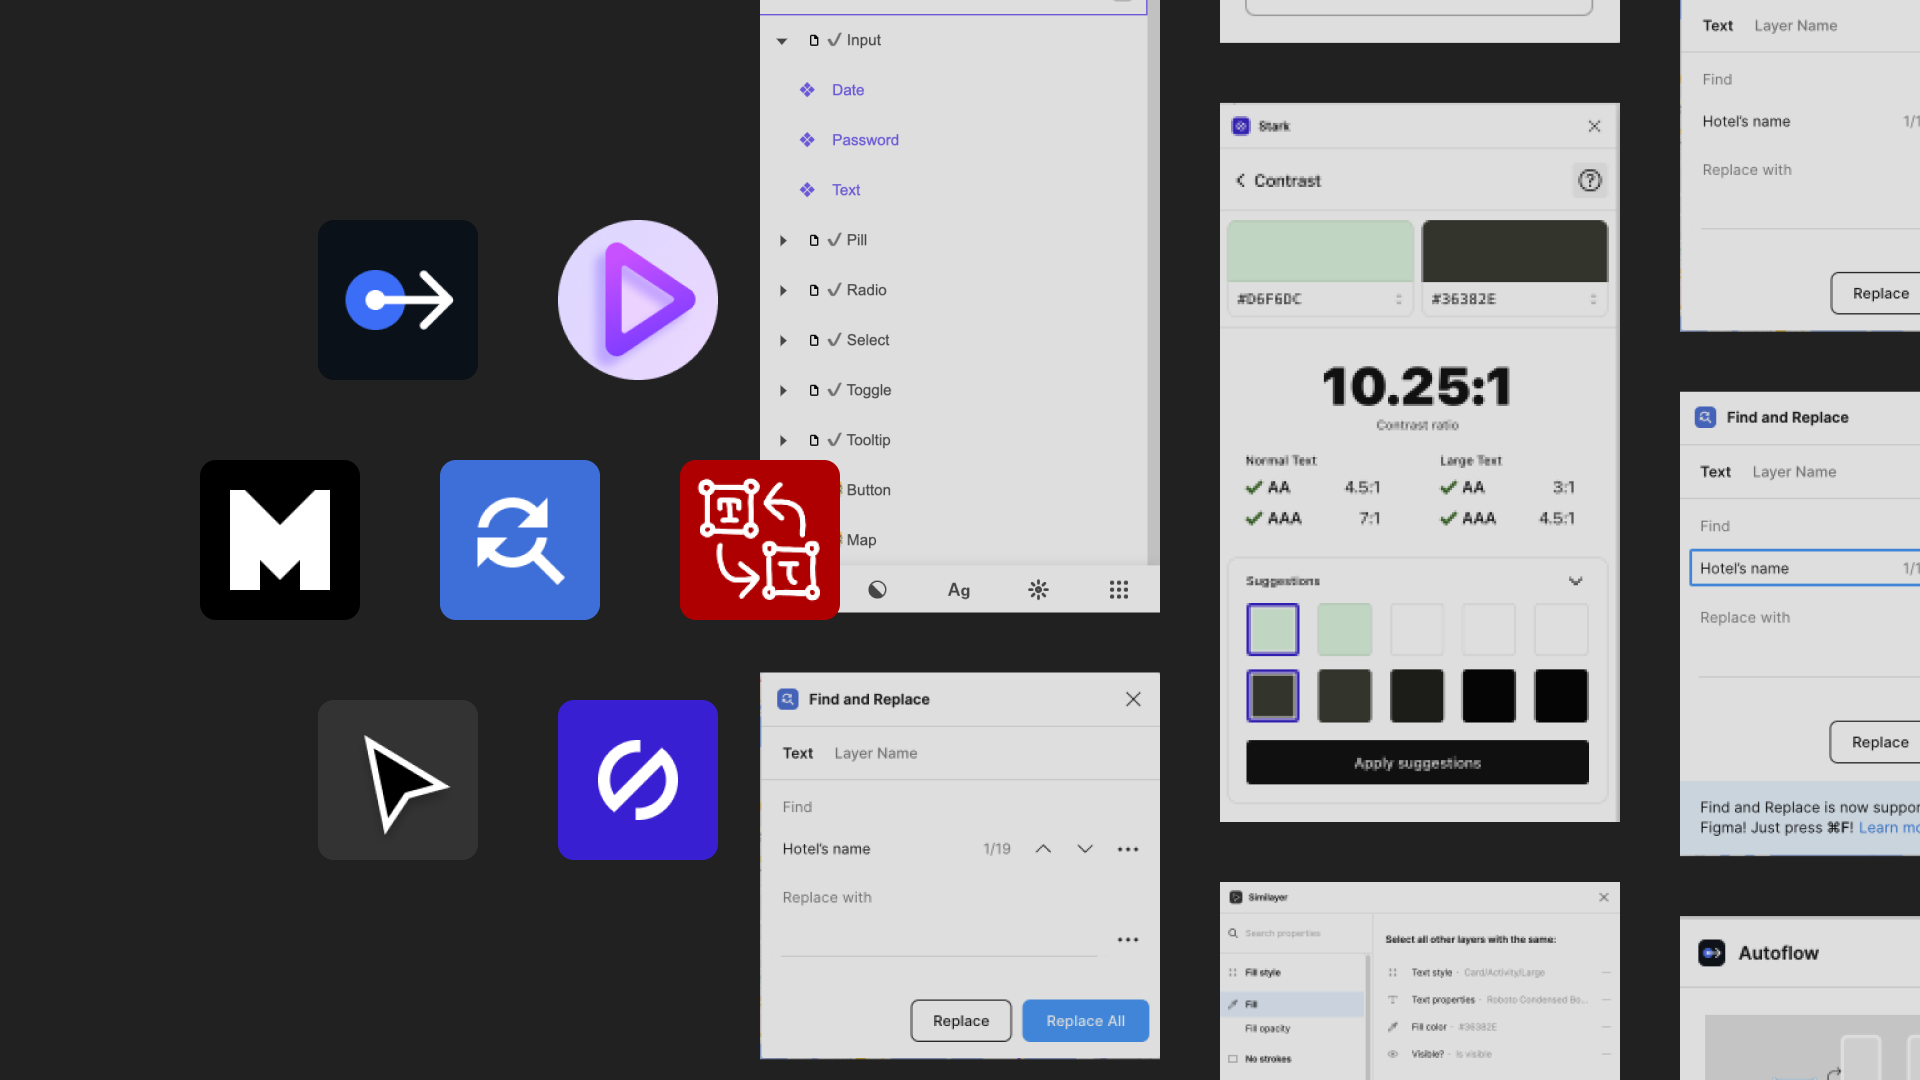 Input
Date
Password
Text
Pill
Radio
Select
Toggle
Tooltip
Button
Map
Ag
Find and Replace
Text Layer Name
Find
Hotel's name 1/19
Replace with
Replace Replace All
Stark
Contrast
#D6F6DC #36382E
10.25:1
Contrast ratio
Normal Text Large Text
AA 4.5:1 AA 3:1
AAA 7:1 AAA 4.5:1
Suggestions
Apply suggestions
Similayer
Search properties
Fill style
Fill
Fill opacity
No strokes
Select all other layers with the same:
Text style - Card/Activity/Large
Text properties - Roboto Condensed Bo...
Fill color - #36382E
Visible? - Is visible
Text Layer Name
Find
Hotel's name 1/1
Replace with
Replace
Find and Replace
Text Layer Name
Find
Hotel's name 1/1
Replace with
Replace
Find and Replace is now suppor
Figma! Just press ⌘F! Learn mo
Autoflow